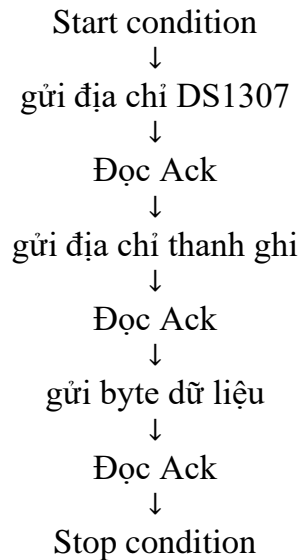 Start condition
↓
gửi địa chỉ DS1307
↓
Đọc Ack
↓
gửi địa chỉ thanh ghi
↓
Đọc Ack
↓
gửi byte dữ liệu
↓
Đọc Ack
↓
Stop condition